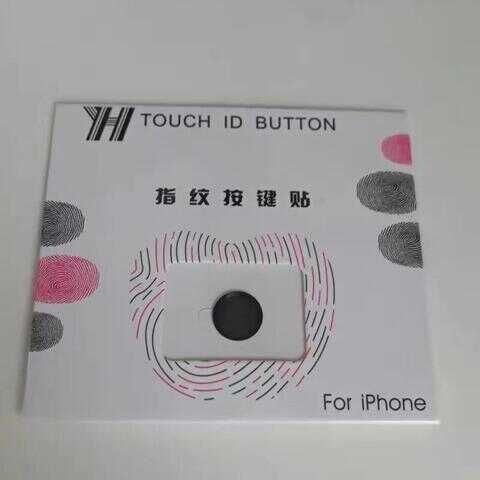 YH TOUCH ID BUTTON
指纹按键贴
For iPhone